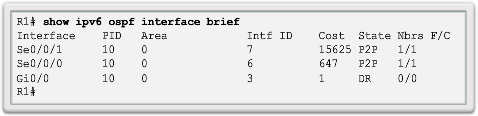 R1# show ipv6 ospf interface brief
Interface PID Area Intf ID Cost State Nbrs F/C
Se0/0/1 10 0 7 15625 P2P 1/1
Se0/0/0 10 0 6 647 P2P 1/1
Gi0/0 10 0 3 1 DR 0/0
R1#